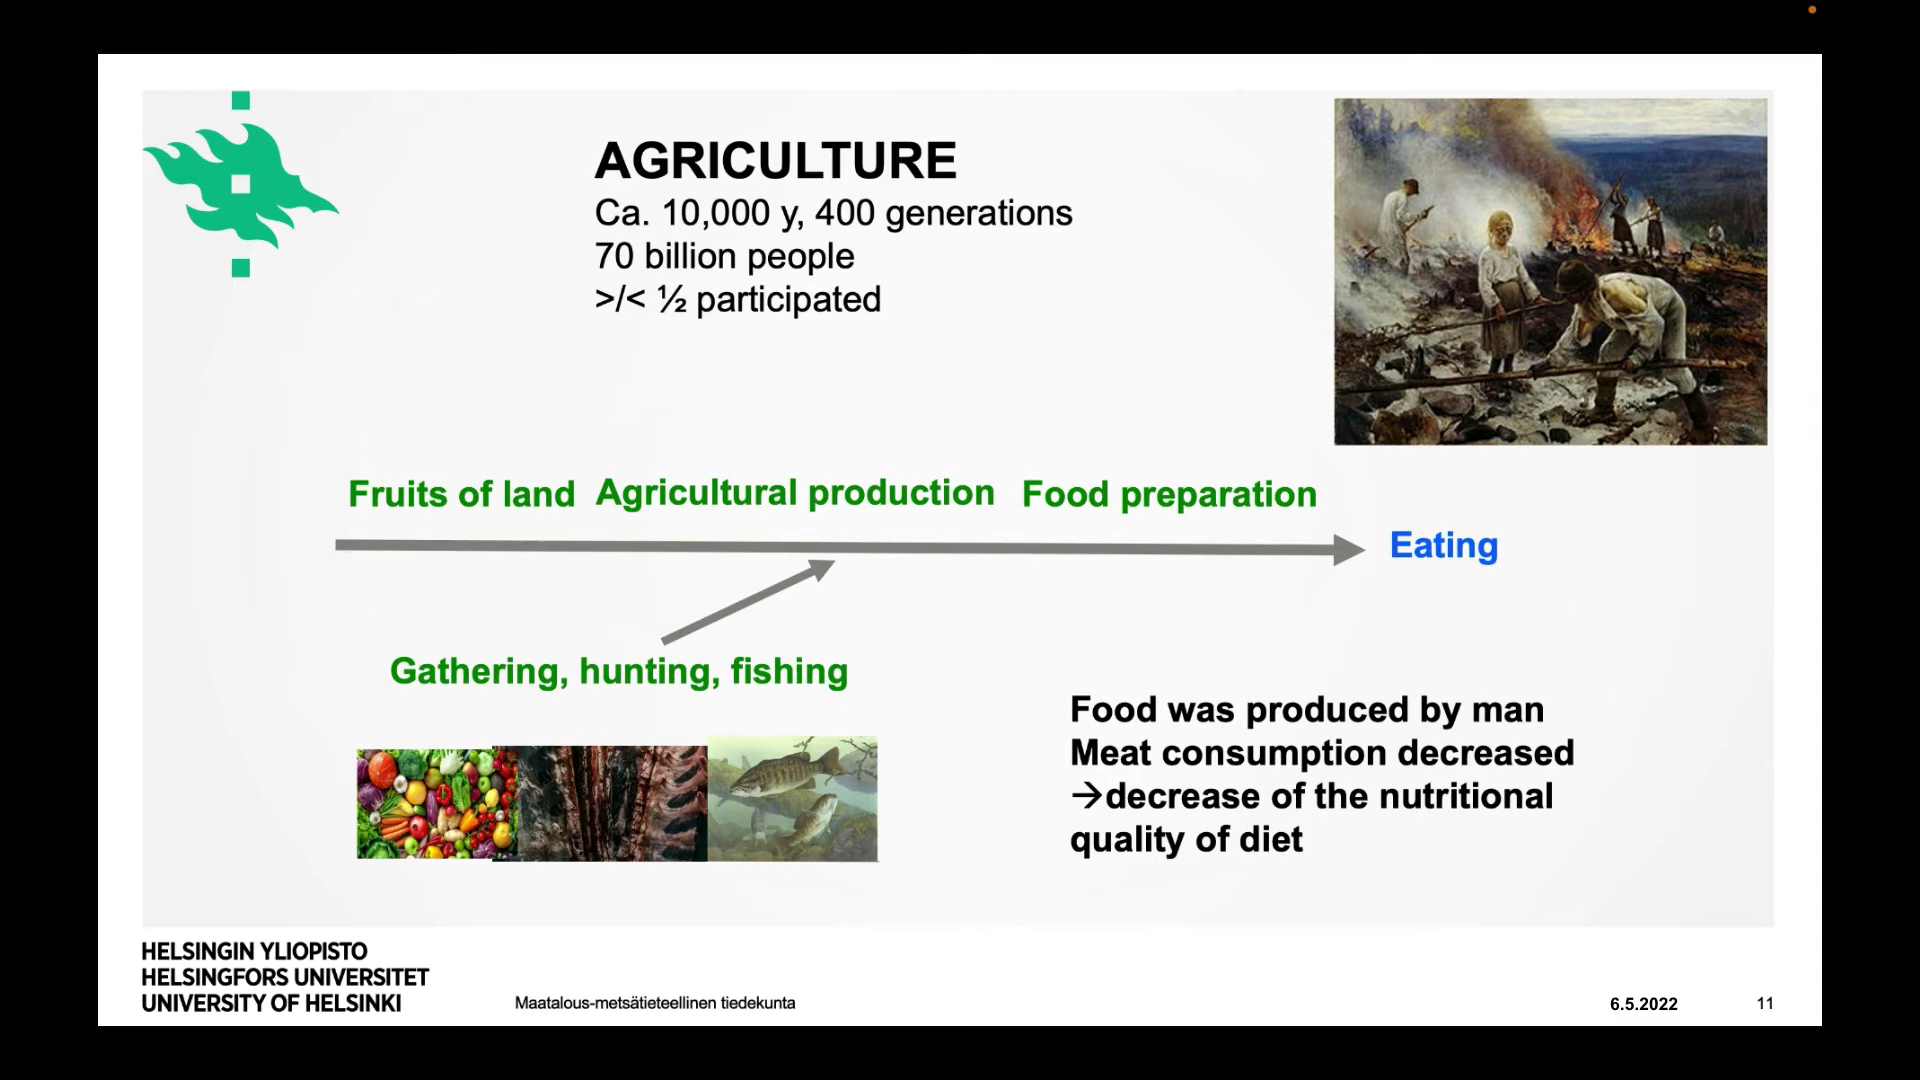 AGRICULTURE
Ca. 10,000 y, 400 generations
70 billion people
>/< ½ participated
Fruits of land Agricultural production Food preparation
Eating
Gathering, hunting, fishing
Food was produced by man
Meat consumption decreased
→decrease of the nutritional
quality of diet
HELSINGIN YLIOPISTO
HELSINGFORS UNIVERSITET
UNIVERSITY OF HELSINKI
Maatalous-metsätieteellinen tiedekunta
6.5.2022
11